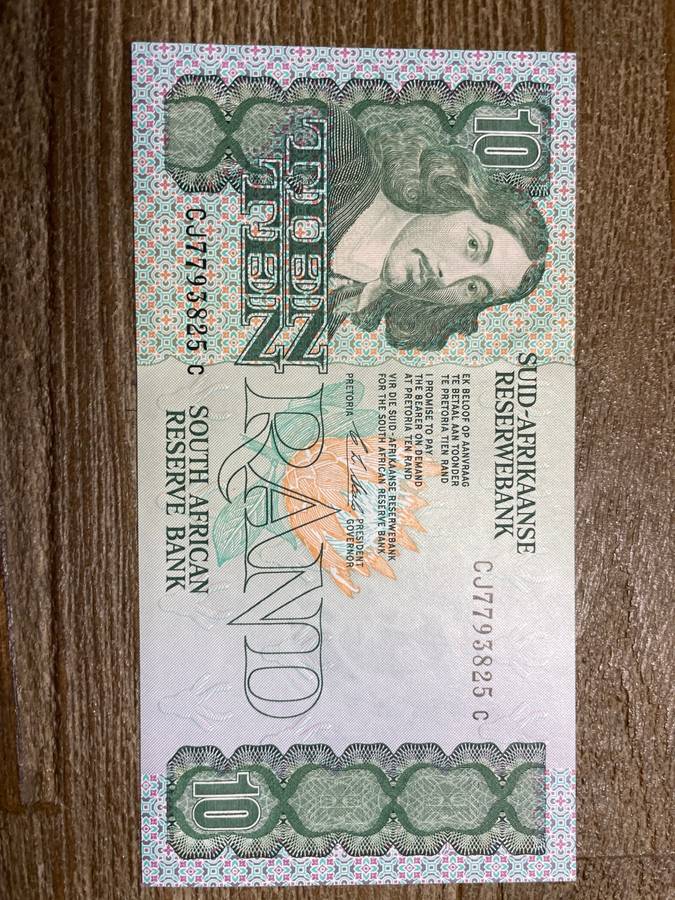 10
SUID-AFRIKAANSE
RESERWEBANK
EK BELOOF OP AANVRAAG
TE BETAAL AAN TOONDER
TE PRETORIA TIEN RAND
I PROMISE TO PAY
THE BEARER ON DEMAND
AT PRETORIA TEN RAND
VIR DIE SUID-AFRIKAANSE RESERWEBANK
FOR THE SOUTH AFRICAN RESERVE BANK
PRETORIA
PRESIDENT
GOVERNOR
CJ7793825 C
TIEN
TEN
RAND
CJ7793825 C
SOUTH AFRICAN
RESERVE BANK
10